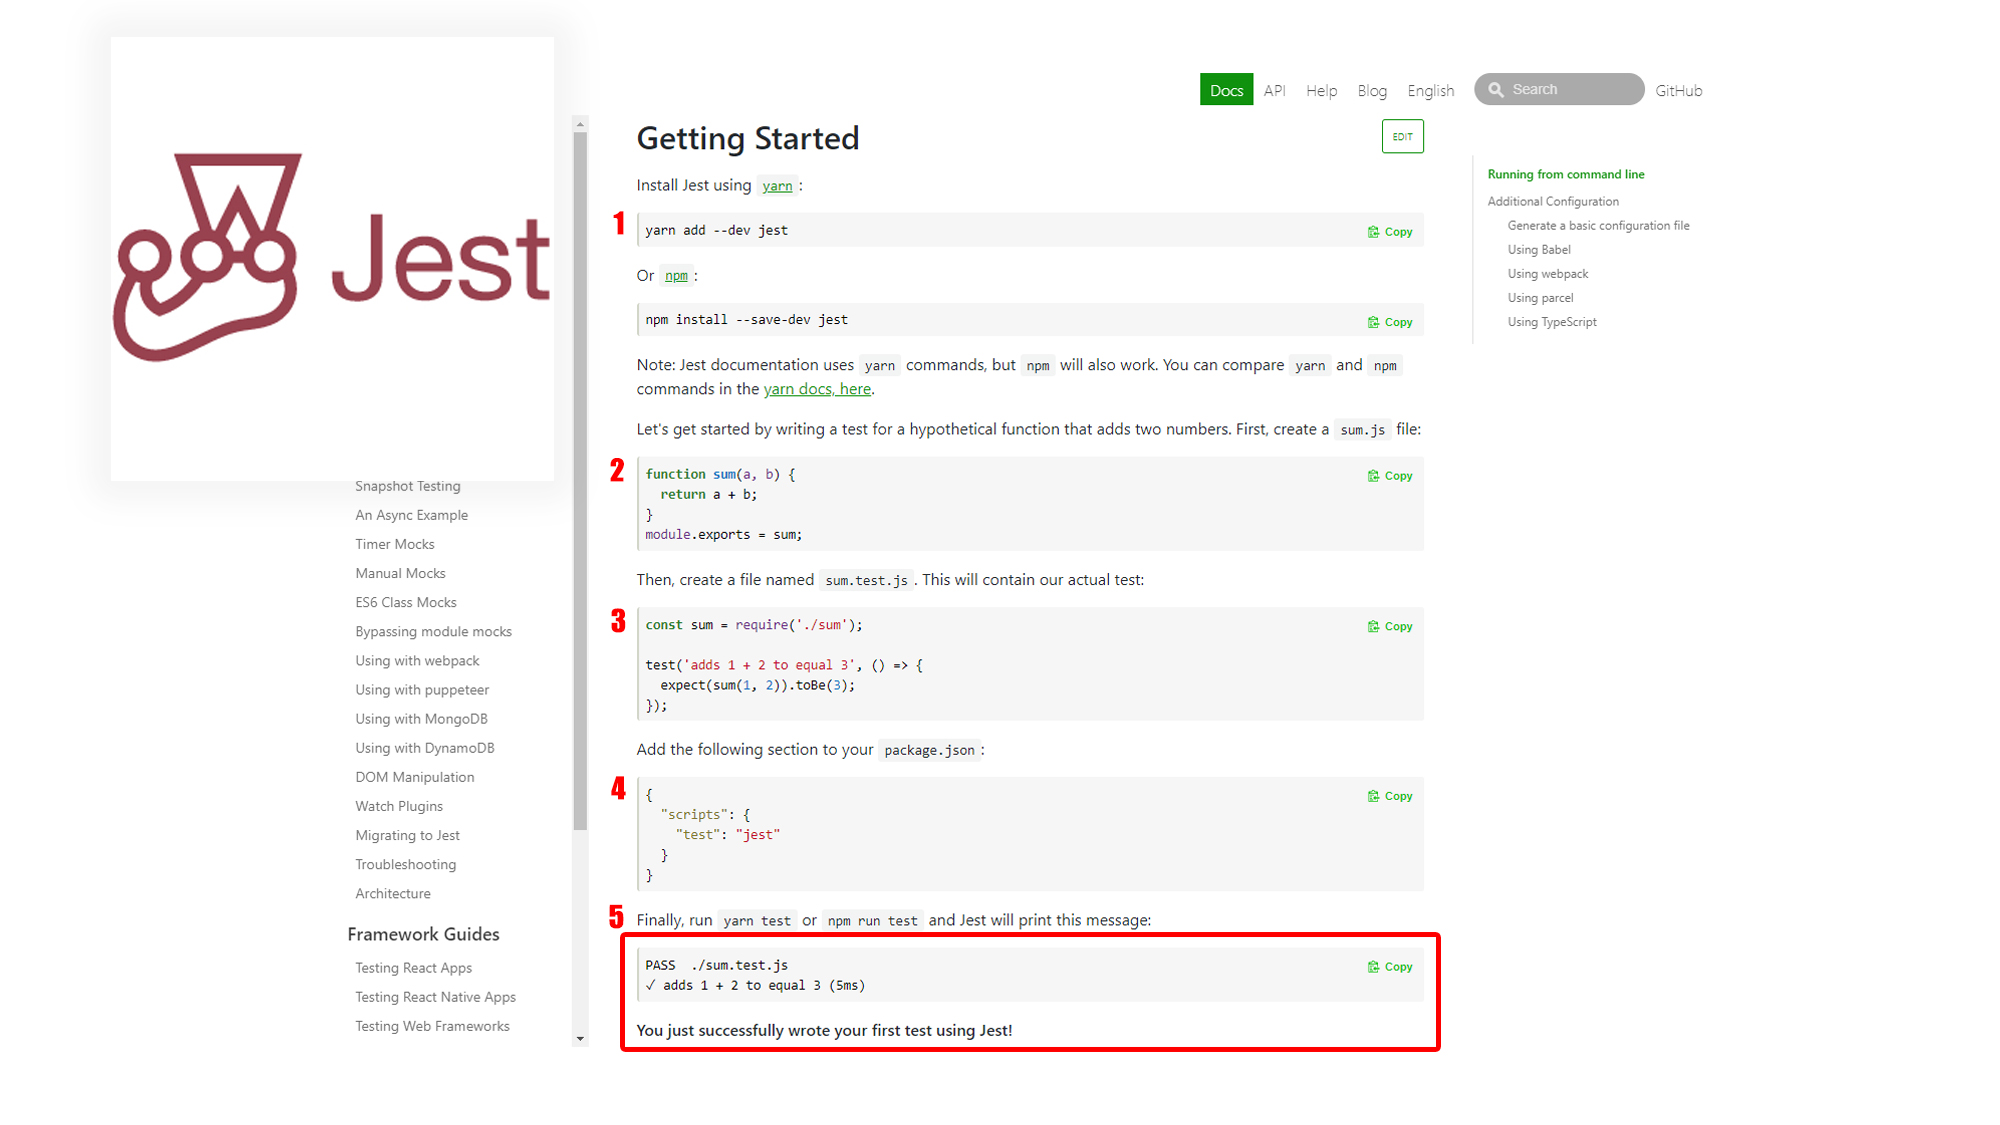 Jest
Docs
API
Help
Blog
English
Search
GitHub
Snapshot Testing
An Async Example
Timer Mocks
Manual Mocks
ES6 Class Mocks
Bypassing module mocks
Using with webpack
Using with puppeteer
Using with MongoDB
Using with DynamoDB
DOM Manipulation
Watch Plugins
Migrating to Jest
Troubleshooting
Architecture
Framework Guides
Testing React Apps
Testing React Native Apps
Testing Web Frameworks
Getting Started
EDIT
Install Jest using yarn :
1
yarn add --dev jest
Copy
Or npm :
npm install --save-dev jest
Copy
Note: Jest documentation uses yarn commands, but npm will also work. You can compare yarn and npm
commands in the yarn docs, here.
Let's get started by writing a test for a hypothetical function that adds two numbers. First, create a sum.js file:
2
function sum(a, b) {
Copy
  return a + b;
}
module.exports = sum;
Then, create a file named sum.test.js . This will contain our actual test:
3
const sum = require('./sum');
Copy
test('adds 1 + 2 to equal 3', () => {
  expect(sum(1, 2)).toBe(3);
});
Add the following section to your package.json :
4
{
Copy
  "scripts": {
    "test": "jest"
  }
}
5
Finally, run yarn test or npm run test and Jest will print this message:
PASS  ./sum.test.js
Copy
✓ adds 1 + 2 to equal 3 (5ms)
You just successfully wrote your first test using Jest!
Running from command line
Additional Configuration
Generate a basic configuration file
Using Babel
Using webpack
Using parcel
Using TypeScript